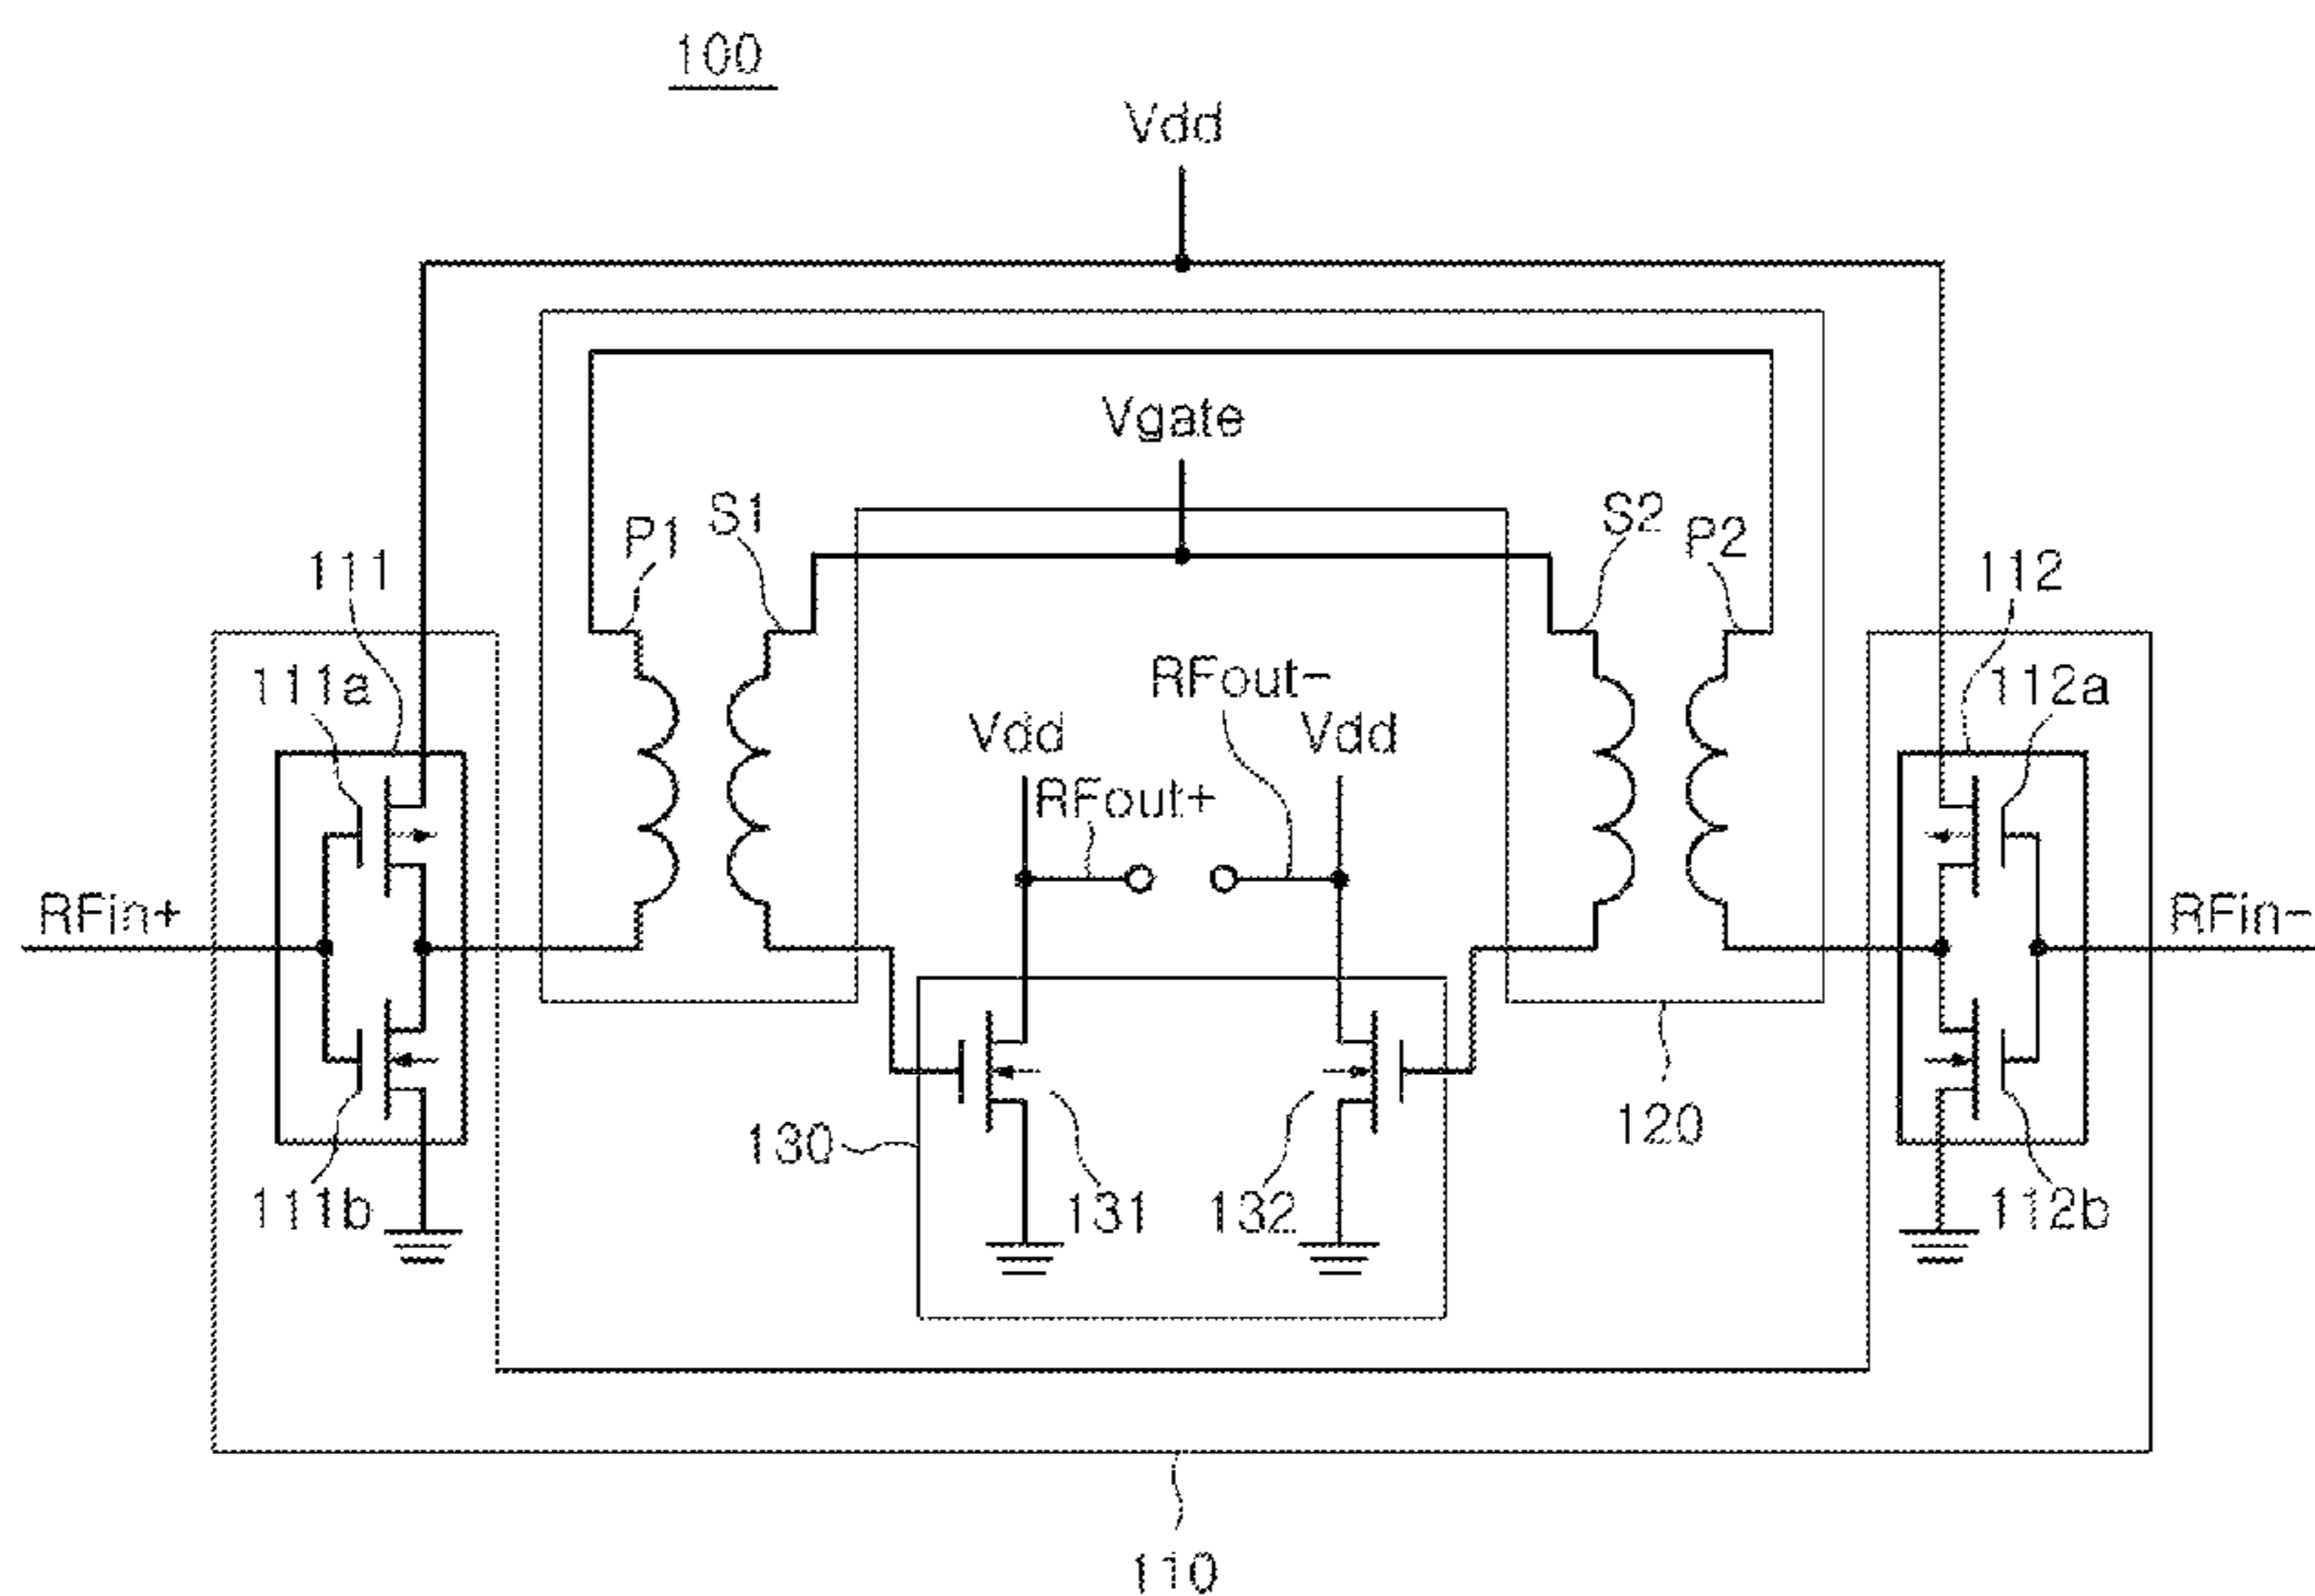 100
Vdd
Vgate
P1 S1 S2 P2
111 112
111a RFout- 112a
Vdd Vdd
RFout+
RFin+ RFin-
130 120
111b 131 132 112b
110